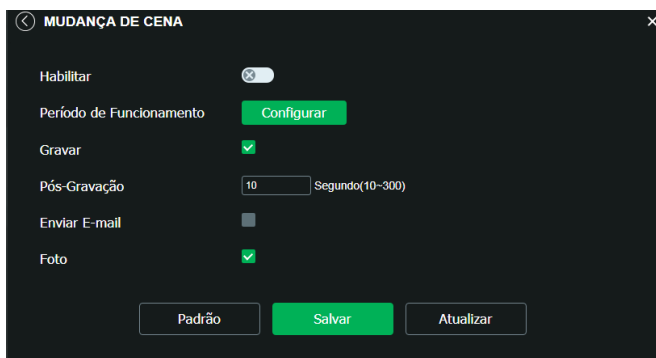 MUDANÇA DE CENA
Habilitar
Período de Funcionamento Configurar
Gravar
Pós-Gravação 10 Segundo(10~300)
Enviar E-mail
Foto
Padrão Salvar Atualizar